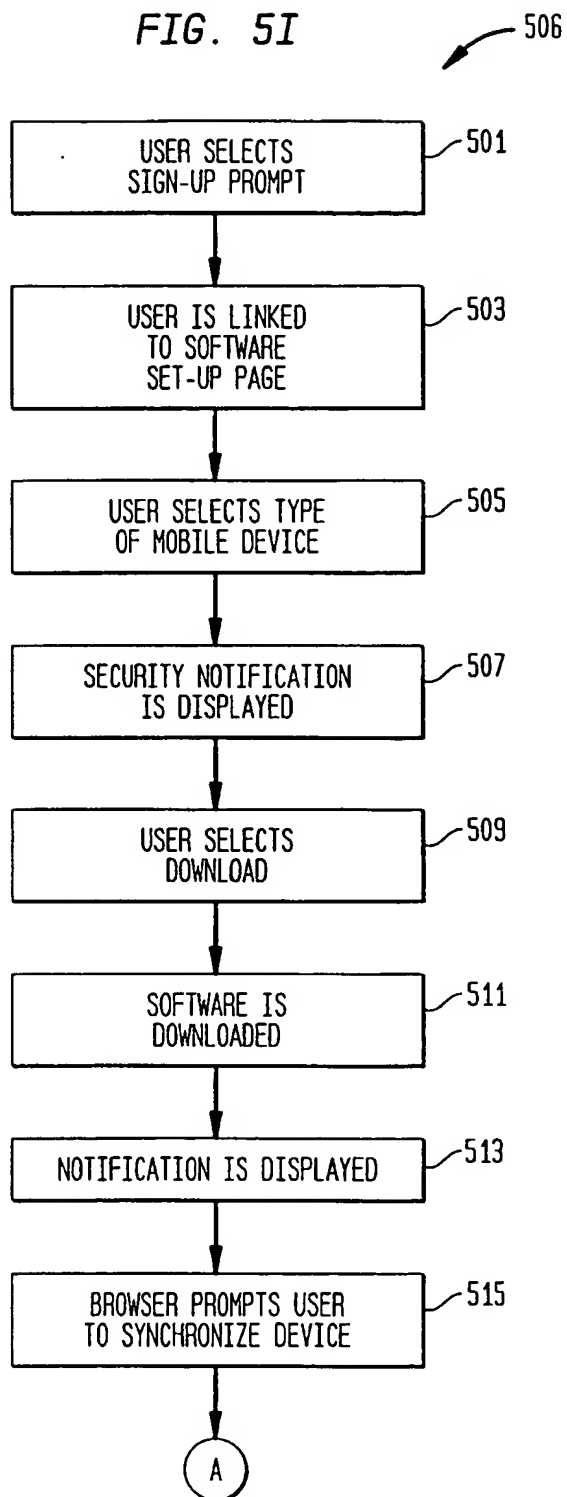 FIG. 5I
506
USER SELECTS
SIGN-UP PROMPT
501
USER IS LINKED
TO SOFTWARE
SET-UP PAGE
503
USER SELECTS TYPE
OF MOBILE DEVICE
505
SECURITY NOTIFICATION
IS DISPLAYED
507
USER SELECTS
DOWNLOAD
509
SOFTWARE IS
DOWNLOADED
511
NOTIFICATION IS DISPLAYED
513
BROWSER PROMPTS USER
TO SYNCHRONIZE DEVICE
515
A